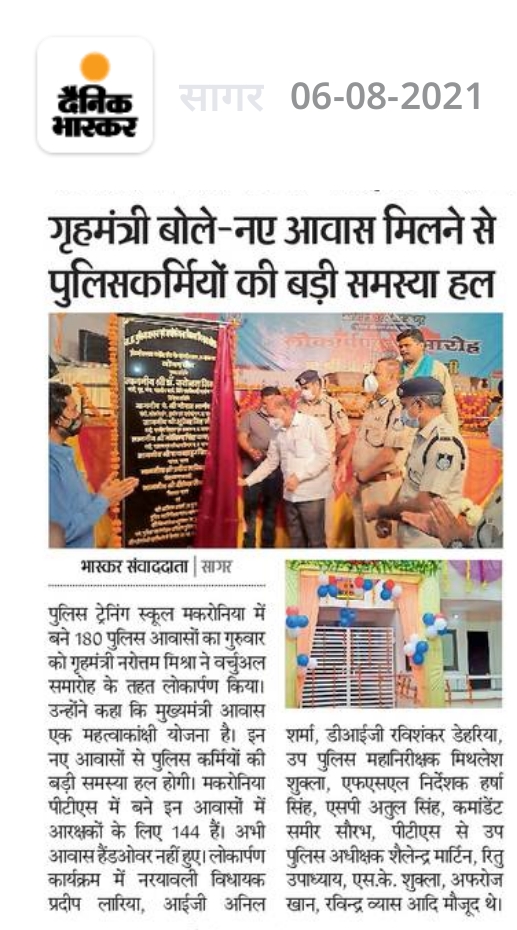 दैनिक
भास्कर
सागर 06-08-2021
गृहमंत्री बोले-नए आवास मिलने से
पुलिसकर्मियों की बड़ी समस्या हल
लोकार्पण
भास्कर संवाददाता | सागर
पुलिस ट्रेनिंग स्कूल मकरोनिया में
बने 180 पुलिस आवासों का गुरुवार
को गृहमंत्री नरोत्तम मिश्रा ने वर्चुअल
समारोह के तहत लोकार्पण किया।
उन्होंने कहा कि मुख्यमंत्री आवास
एक महत्वाकांक्षी योजना है। इन
नए आवासों से पुलिस कर्मियों की
बड़ी समस्या हल होगी। मकरोनिया
पीटीएस में बने इन आवासों में
आरक्षकों के लिए 144 हैं। अभी
आवास हैंडओवर नहीं हुए। लोकार्पण
कार्यक्रम में नरयावली विधायक
प्रदीप लारिया, आईजी अनिल
शर्मा, डीआईजी रविशंकर डेहरिया,
उप पुलिस महानिरीक्षक मिथलेश
शुक्ला, एफएसएल निर्देशक हर्षा
सिंह, एसपी अतुल सिंह, कमांडेंट
समीर सौरभ, पीटीएस से उप
पुलिस अधीक्षक शैलेन्द्र मार्टिन, रितु
उपाध्याय, एस.के. शुक्ला, अफरोज
खान, रविन्द्र व्यास आदि मौजूद थे।